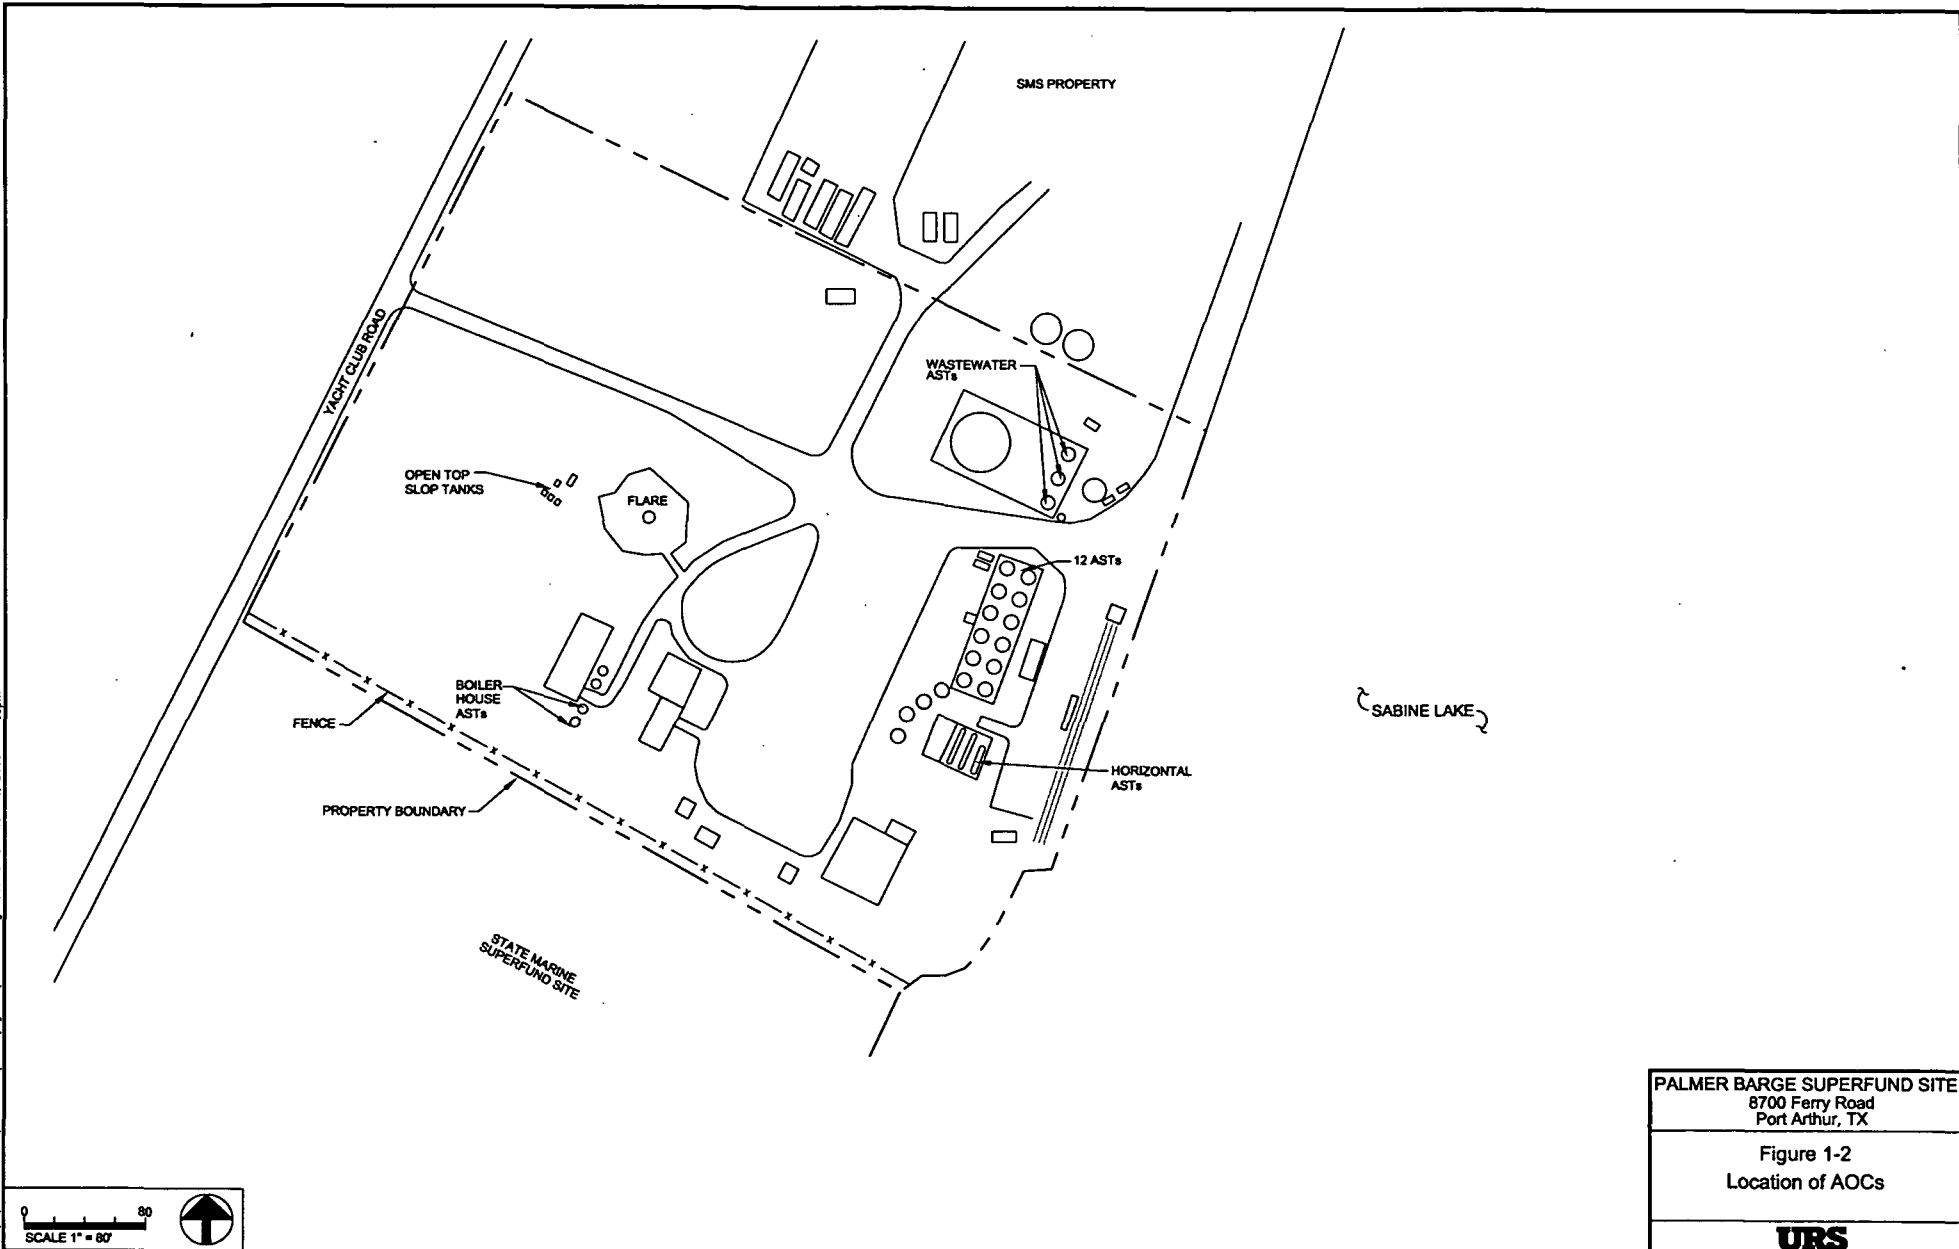 SMS PROPERTY
YACHT CLUB ROAD
WASTEWATER
ASTs
OPEN TOP
SLOP TANKS
FLARE
12 ASTs
BOILER
HOUSE
ASTs
FENCE
SABINE LAKE
HORIZONTAL
ASTs
PROPERTY BOUNDARY
STATE MARINE
SUPERFUND SITE
PALMER BARGE SUPERFUND SITE
8700 Ferry Road
Port Arthur, TX
Figure 1-2
Location of AOCs
URS
0 80
SCALE 1" = 80'